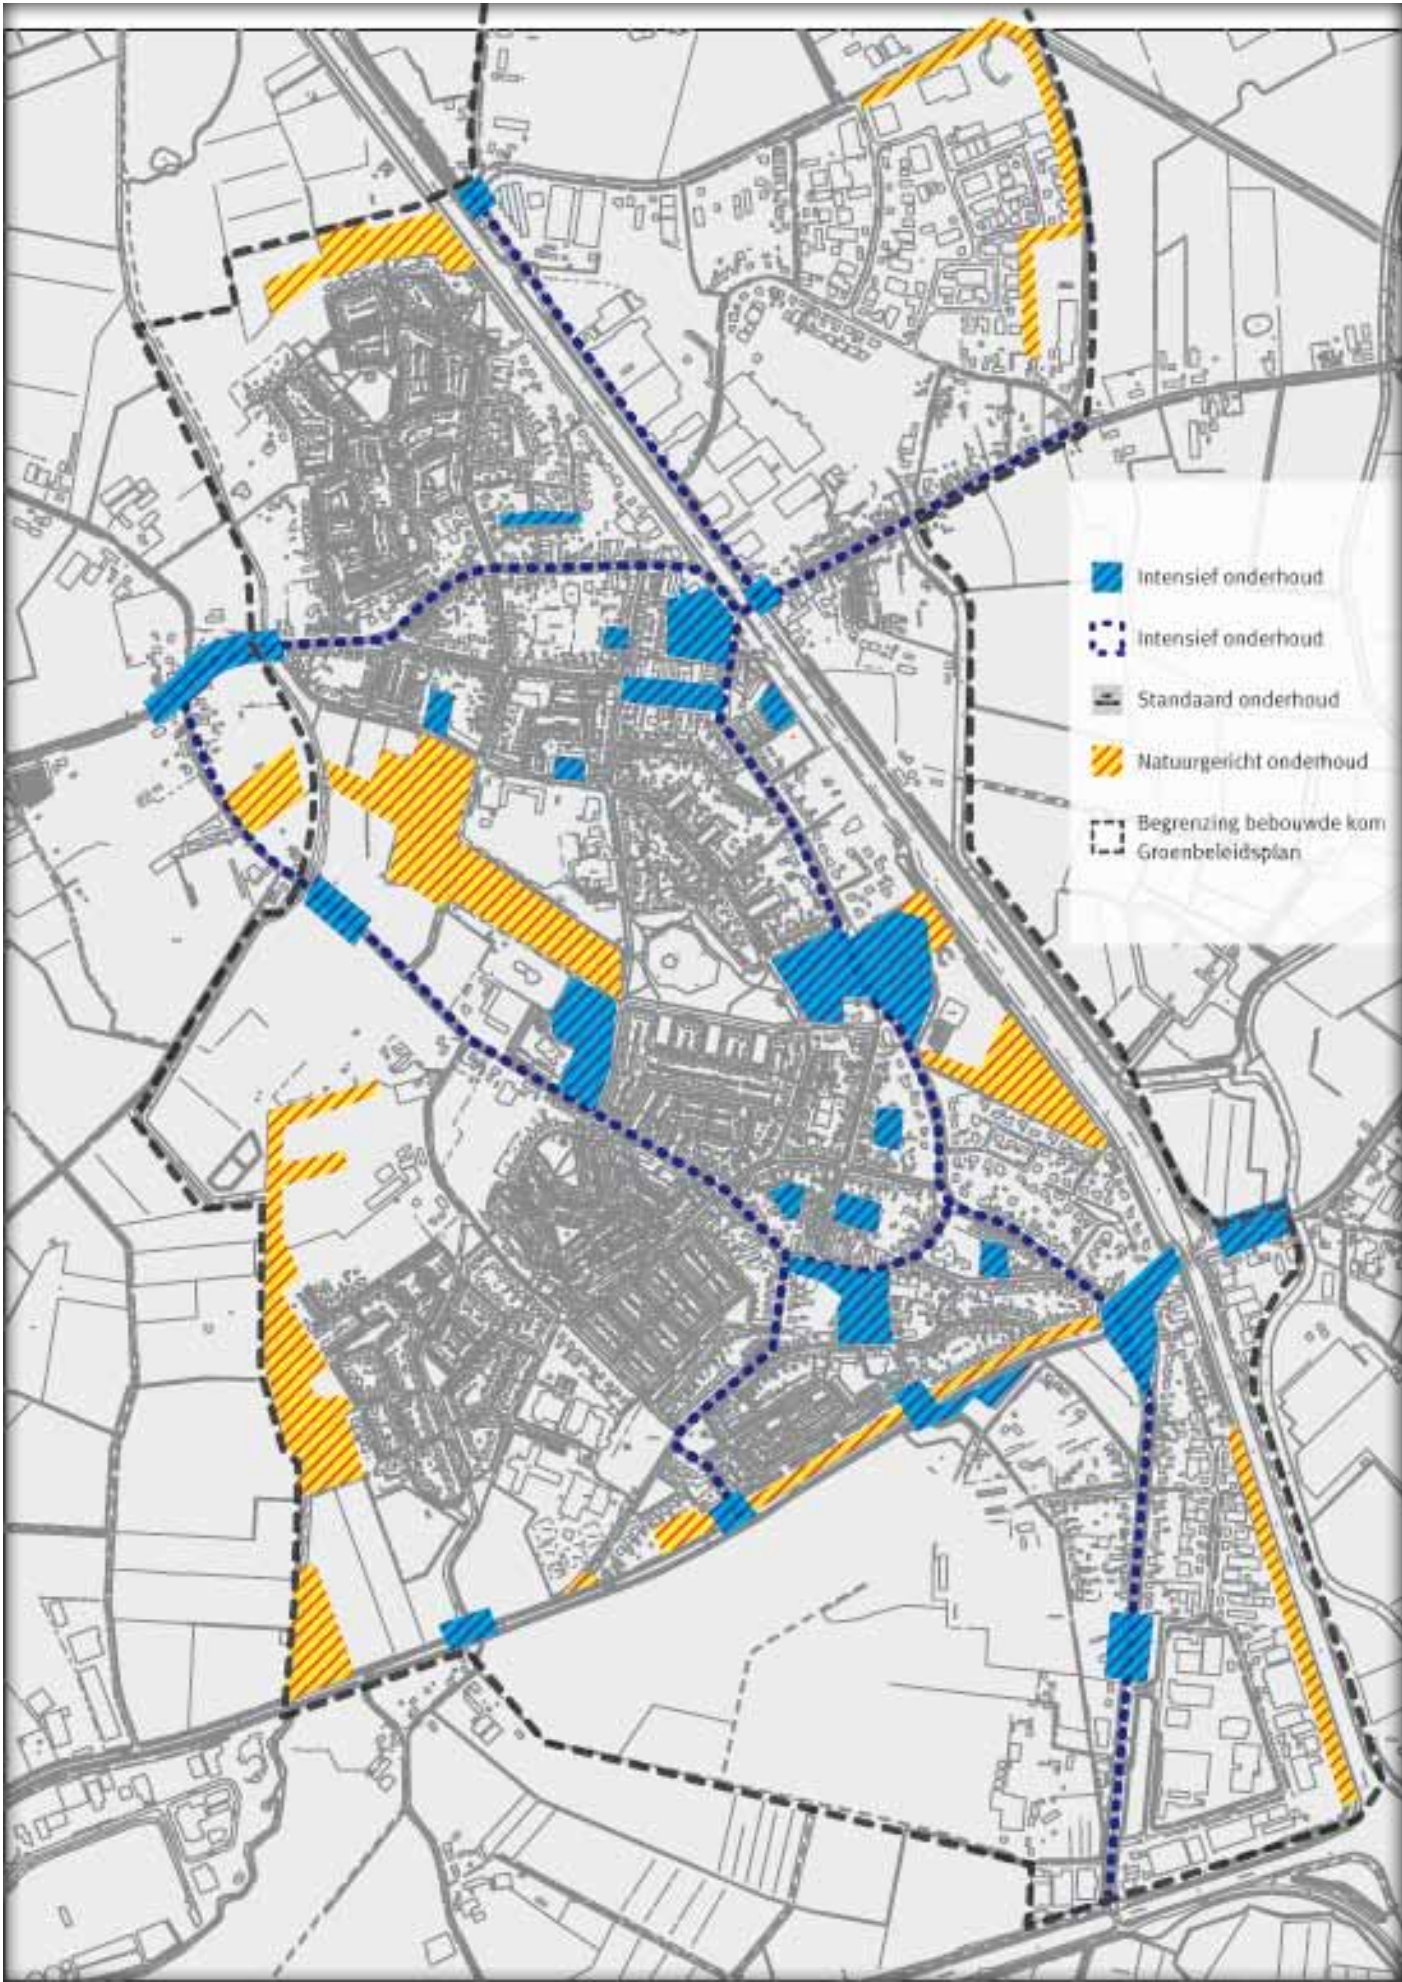 Intensief onderhoud
Intensief onderhoud
Standaard onderhoud
Natuurgericht onderhoud
Begrenzing bebouwde kom
Groenbeleidsplan